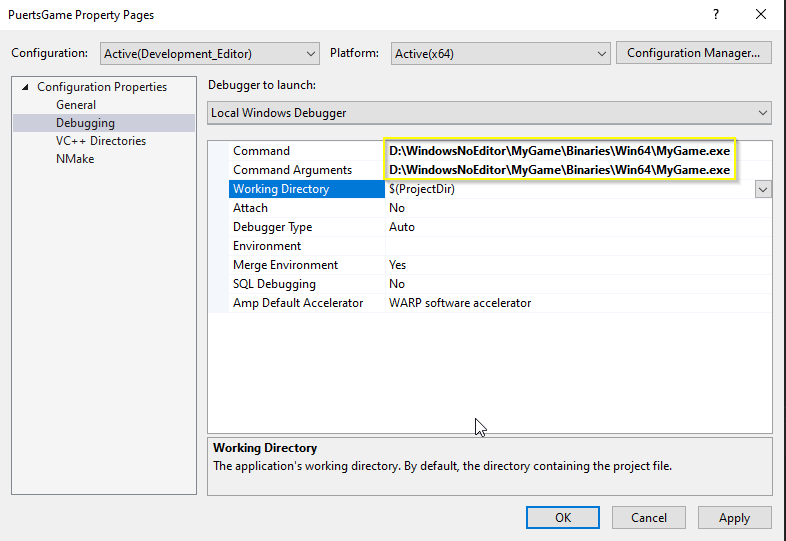 PuertsGame Property Pages
?
Configuration: Active(Development_Editor) Platform: Active(x64) Configuration Manager...
Configuration Properties
General
Debugging
VC++ Directories
NMake
Debugger to launch:
Local Windows Debugger
Command D:\WindowsNoEditor\MyGame\Binaries\Win64\MyGame.exe
Command Arguments D:\WindowsNoEditor\MyGame\Binaries\Win64\MyGame.exe
Working Directory $(ProjectDir)
Attach No
Debugger Type Auto
Environment
Merge Environment Yes
SQL Debugging No
Amp Default Accelerator WARP software accelerator
Working Directory
The application's working directory. By default, the directory containing the project file.
OK Cancel Apply